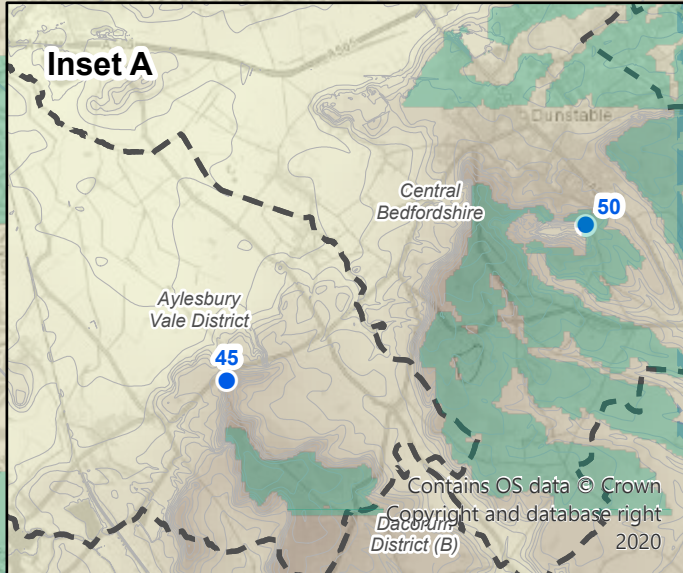 Inset A
A505
Dunstable
Central
Bedfordshire
50
Aylesbury
Vale District
45
Contains OS data © Crown
Copyright and database right
2020
Dacorum
District (B)